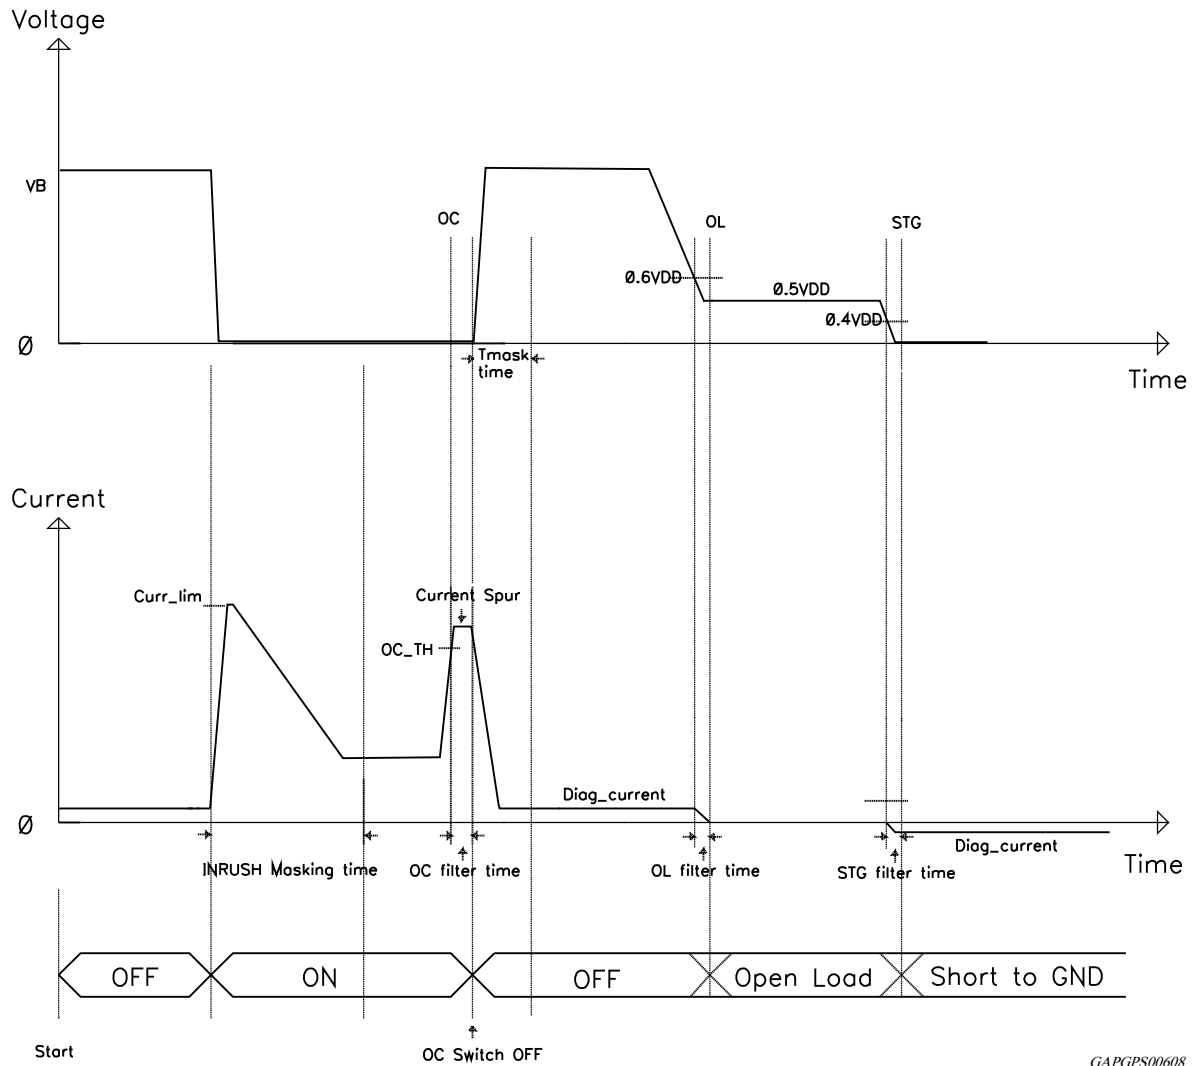 Voltage
VB
OC
OL
STG
0.6VDD
0.5VDD
0.4VDD
0
Tmask
time
Time
Current
Curr_lim
Current Spur
OC_TH
Diag_current
0
Diag_current
INRUSH Masking time
OC filter time
OL filter time
STG filter time
Time
OFF
ON
OFF
Open Load
Short to GND
Start
OC Switch OFF
GAPGPS00608